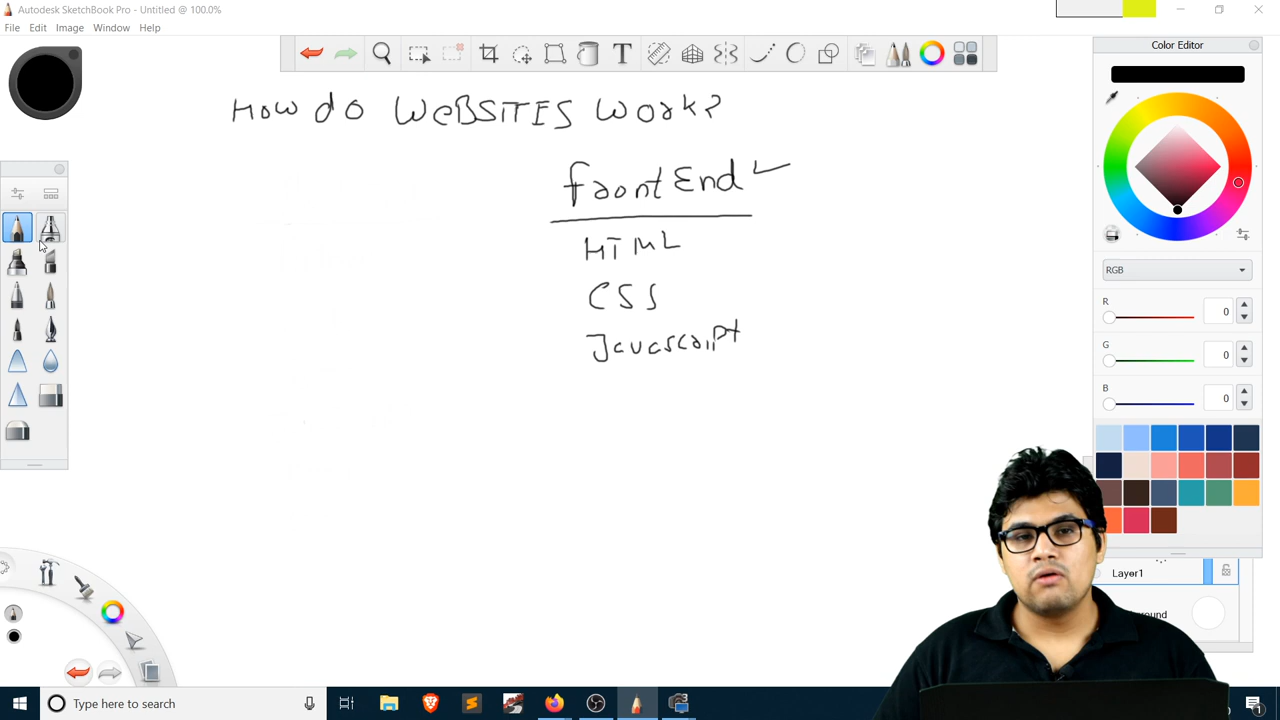 Autodesk SketchBook Pro - Untitled @ 100.0%
File Edit Image Window Help
Color Editor
How do WeBSITES Work?
FrontEnd
HTML
CSS
Javascript
RGB
R 0
G 0
B 0
Layer1
Type here to search
1